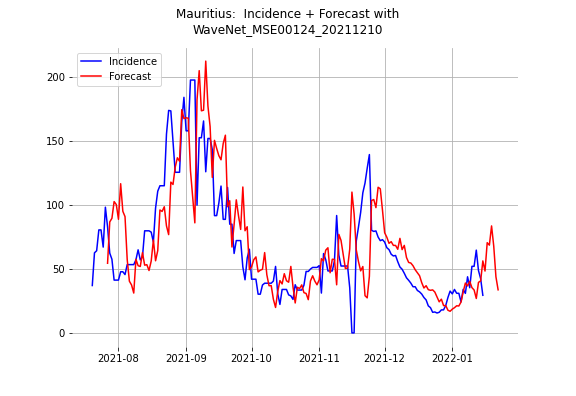 Mauritius:  Incidence + Forecast with
WaveNet_MSE00124_20211210
Incidence
Forecast
200
150
100
50
0
2021-08
2021-09
2021-10
2021-11
2021-12
2022-01